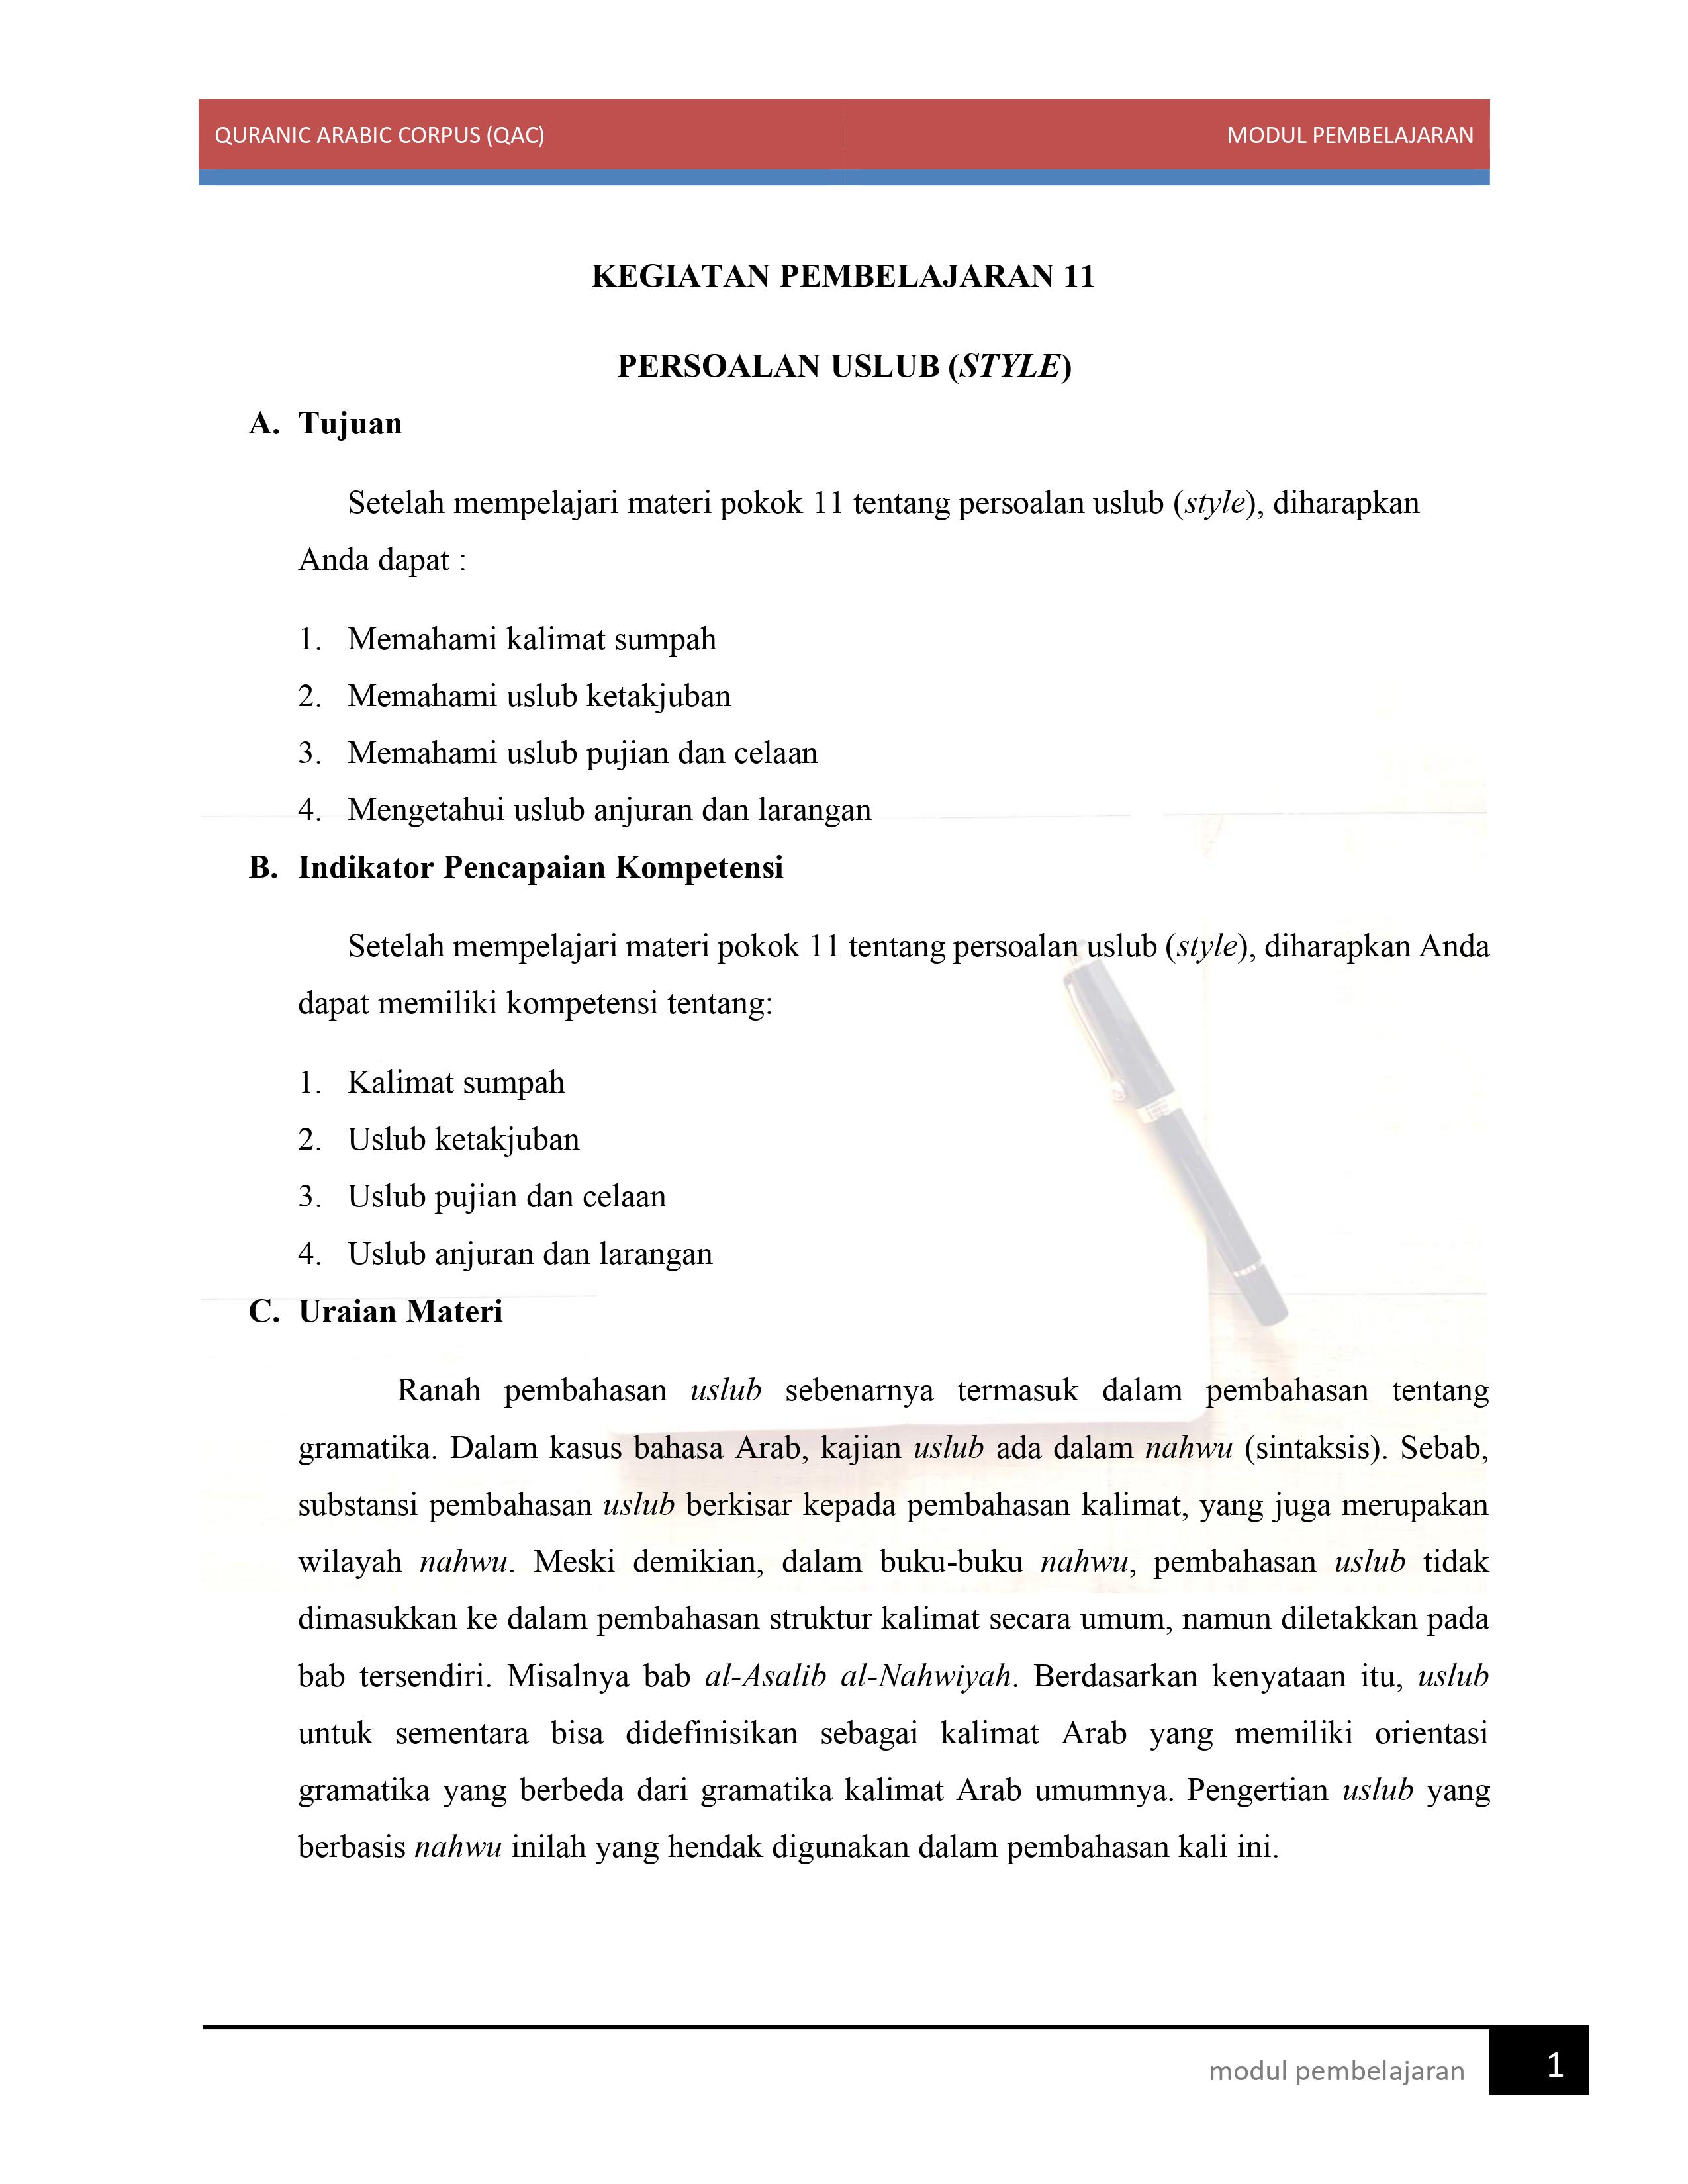 QURANIC ARABIC CORPUS (QAC) MODUL PEMBELAJARAN
KEGIATAN PEMBELAJARAN 11
PERSOALAN USLUB (STYLE)
A. Tujuan
Setelah mempelajari materi pokok 11 tentang persoalan uslub (style), diharapkan
Anda dapat :
1. Memahami kalimat sumpah
2. Memahami uslub ketakjuban
3. Memahami uslub pujian dan celaan
4. Mengetahui uslub anjuran dan larangan
B. Indikator Pencapaian Kompetensi
Setelah mempelajari materi pokok 11 tentang persoalan uslub (style), diharapkan Anda
dapat memiliki kompetensi tentang:
1. Kalimat sumpah
2. Uslub ketakjuban
3. Uslub pujian dan celaan
4. Uslub anjuran dan larangan
C. Uraian Materi
Ranah pembahasan uslub sebenarnya termasuk dalam pembahasan tentang
gramatika. Dalam kasus bahasa Arab, kajian uslub ada dalam nahwu (sintaksis). Sebab,
substansi pembahasan uslub berkisar kepada pembahasan kalimat, yang juga merupakan
wilayah nahwu. Meski demikian, dalam buku-buku nahwu, pembahasan uslub tidak
dimasukkan ke dalam pembahasan struktur kalimat secara umum, namun diletakkan pada
bab tersendiri. Misalnya bab al-Asalib al-Nahwiyah. Berdasarkan kenyataan itu, uslub
untuk sementara bisa didefinisikan sebagai kalimat Arab yang memiliki orientasi
gramatika yang berbeda dari gramatika kalimat Arab umumnya. Pengertian uslub yang
berbasis nahwu inilah yang hendak digunakan dalam pembahasan kali ini.
modul pembelajaran 1